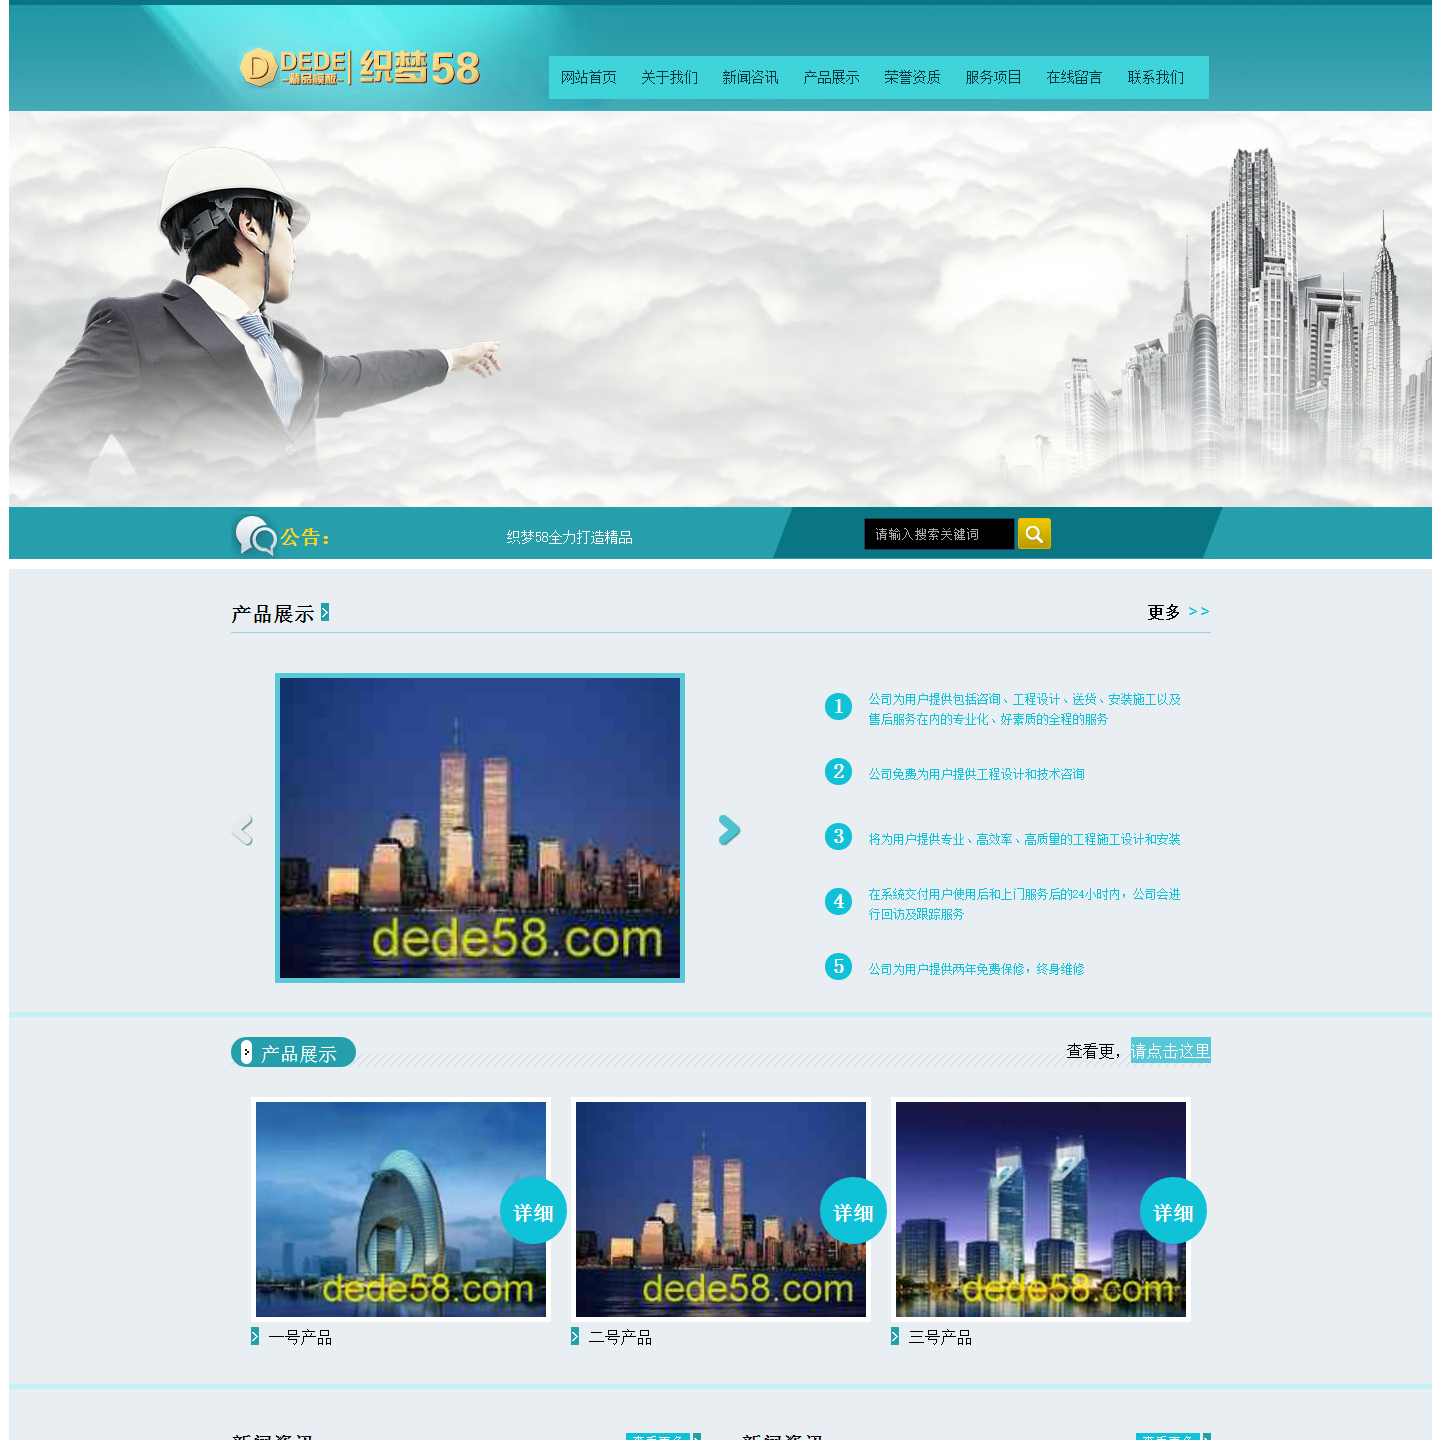 DEDE 织梦58
精品模板
网站首页 关于我们 新闻咨讯 产品展示 荣誉资质 服务项目 在线留言 联系我们
公告：
织梦58全力打造精品
请输入搜索关键词
产品展示
更多 >>
dede58.com
1 公司为用户提供包括咨询、工程设计、送货、安装施工以及
售后服务在内的专业化、好素质的全程的服务
2 公司免费为用户提供工程设计和技术咨询
3 将为用户提供专业、高效率、高质量的工程施工设计和安装
4 在系统交付用户使用后和上门服务后的24小时内，公司会进
行回访及跟踪服务
5 公司为用户提供两年免费保修，终身维修
产品展示
查看更，请点击这里
详细 详细 详细
dede58.com dede58.com dede58.com
一号产品 二号产品 三号产品